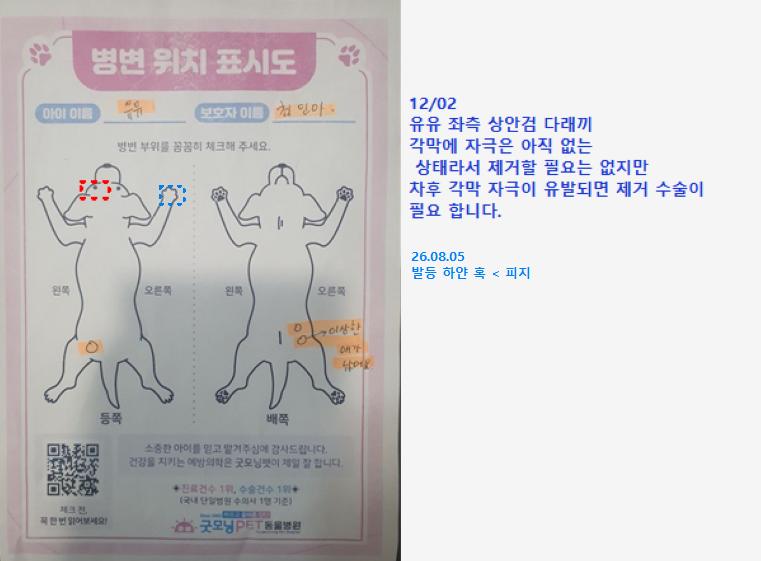 병변 위치 표시도
아이 이름 유유 보호자 이름
병변 부위를 꼼꼼히 체크해 주세요.
왼쪽 오른쪽 왼쪽 오른쪽
이상한
등쪽 배쪽
소중한 아이를 믿고 맡겨주심에 감사드립니다.
건강을 지키는 예방의학은 굿모닝펫이 제일 잘 합니다.
진료건수 1위, 수술건수 1위
(국내 단일병원 수의사 1명 기준)
체크 전,
꼭 한 번 읽어보세요!
굿모닝PET동물병원
12/02
유유 좌측 상안검 다래끼
각막에 자극은 아직 없는
상태라서 제거할 필요는 없지만
차후 각막 자극이 유발되면 제거 수술이
필요 합니다.
26.08.05
발등 하얀 혹 < 피지